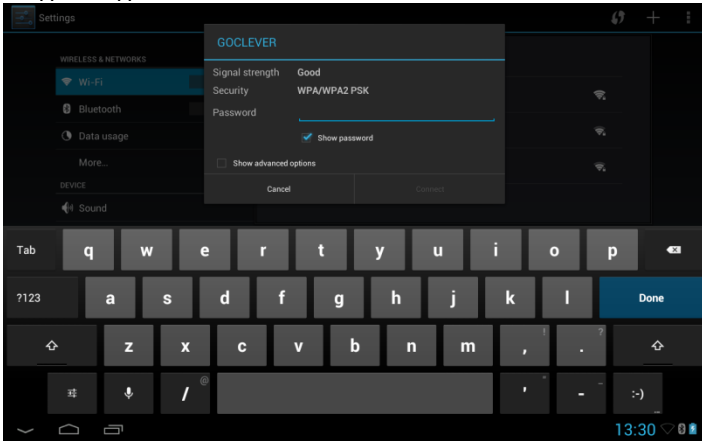 Settings
GOCLEVER
WIRELESS & NETWORKS
Signal strength Good
Wi-Fi
Security WPA/WPA2 PSK
Bluetooth
Password
Data usage
Show password
More...
Show advanced options
DEVICE
Cancel Connect
Sound
Tab q w e r t y u i o p
?123 a s d f g h j k l Done
z x c v b n m , ! . ?
/ @ ' " - _ :-)
13:30